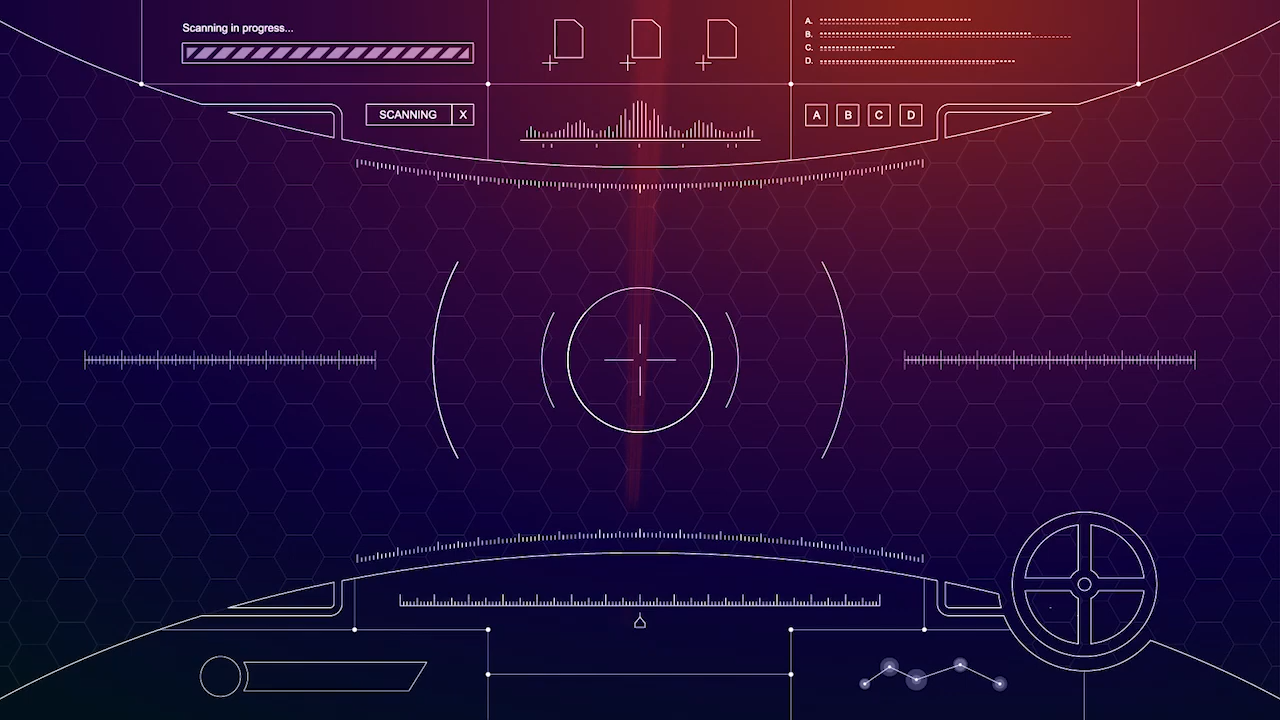 Scanning in progress...
A.
B.
C.
D.
SCANNING X
A B C D